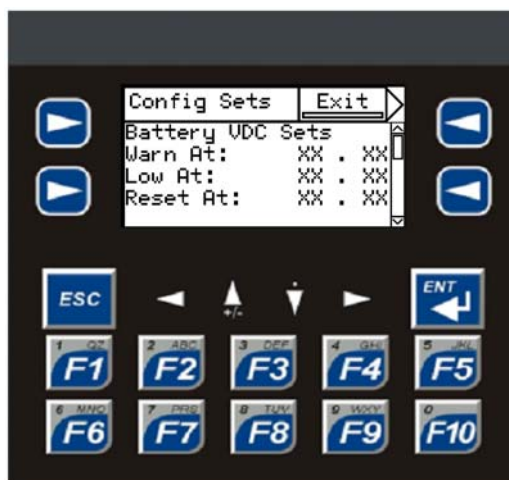 Config Sets Exit
Battery VDC Sets
Warn At: XX . XX
Low At: XX . XX
Reset At: XX . XX
ESC +/- . ENT
1 QZ 2 ABC 3 DEF 4 GHI 5 JKL
F1 F2 F3 F4 F5
6 MNO 7 PRS 8 TUV 9 WXY 0
F6 F7 F8 F9 F10